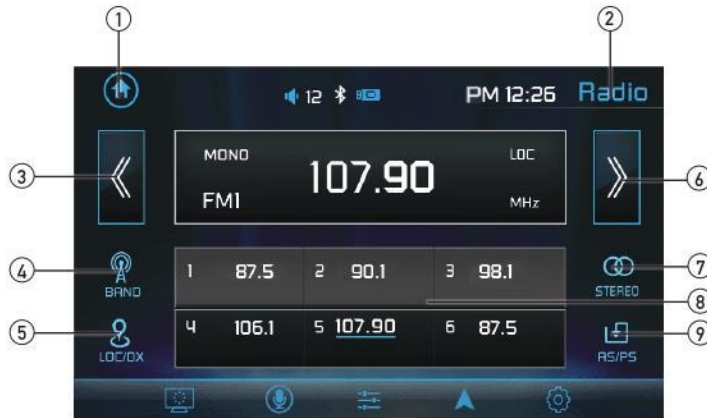 1
2
12
PM 12:26
Radio
3
MONO
107.90
LOC
6
FM1
MHz
4
BAND
1 87.5
2 90.1
3 98.1
7
STEREO
8
5
LOC/DX
4 106.1
5 107.90
6 87.5
9
AS/PS